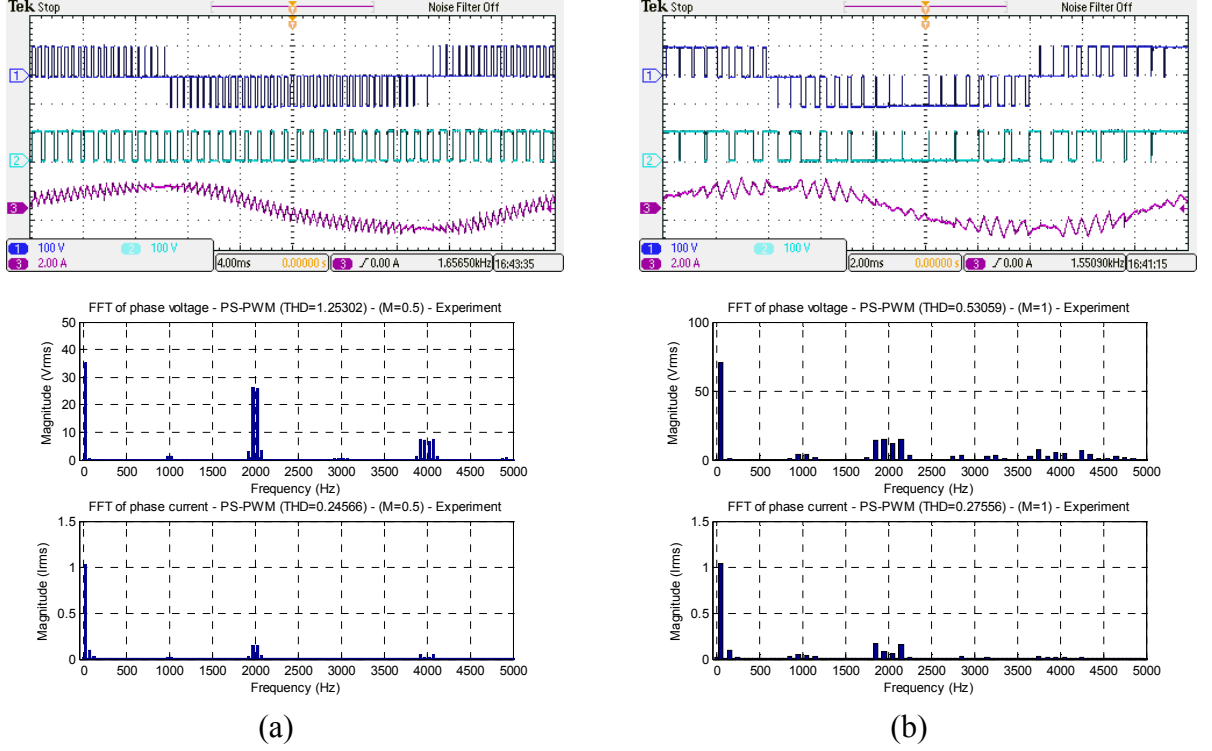 Tek Stop Noise Filter Off
1
2
3
1 100 V 2 100 V
3 2.00 A 4.00ms 0.00000 s 3 0.00 A 1.65650kHz 16:43:35
FFT of phase voltage - PS-PWM (THD=1.25302) - (M=0.5) - Experiment
Magnitude (Vrms)
50
40
30
20
10
0
0 500 1000 1500 2000 2500 3000 3500 4000 4500 5000
Frequency (Hz)
FFT of phase current - PS-PWM (THD=0.24566) - (M=0.5) - Experiment
Magnitude (Irms)
1.5
1
0.5
0
0 500 1000 1500 2000 2500 3000 3500 4000 4500 5000
Frequency (Hz)
(a)
Tek Stop Noise Filter Off
1
2
3
1 100 V 2 100 V
3 2.00 A 2.00ms 0.00000 s 3 0.00 A 1.55090kHz 16:41:15
FFT of phase voltage - PS-PWM (THD=0.53059) - (M=1) - Experiment
Magnitude (Vrms)
100
50
0
0 500 1000 1500 2000 2500 3000 3500 4000 4500 5000
Frequency (Hz)
FFT of phase current - PS-PWM (THD=0.27556) - (M=1) - Experiment
Magnitude (Irms)
1.5
1
0.5
0
0 500 1000 1500 2000 2500 3000 3500 4000 4500 5000
Frequency (Hz)
(b)